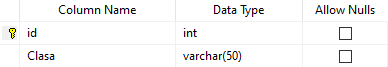 Column Name Data Type Allow Nulls
id int
Clasa varchar(50)